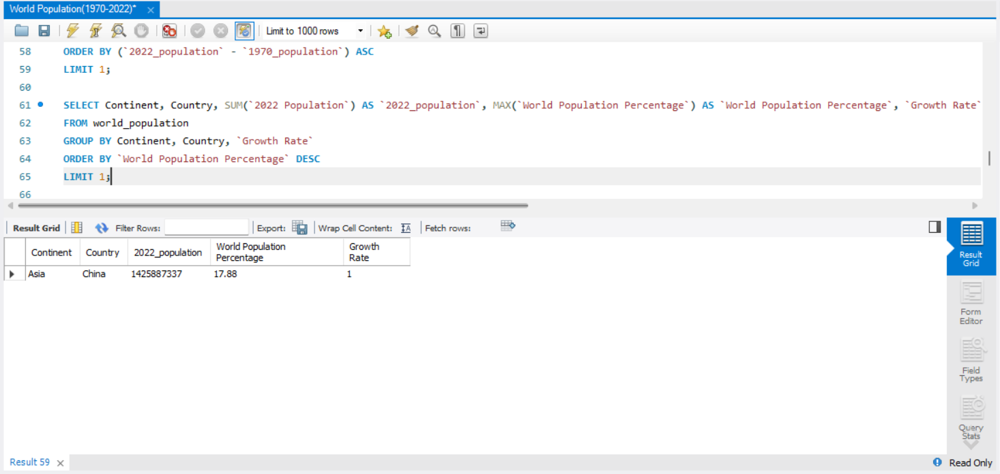 World Population(1970-2022)*
Limit to 1000 rows
58 ORDER BY (`2022_population` - `1970_population`) ASC
59 LIMIT 1;
60
61 SELECT Continent, Country, SUM(`2022 Population`) AS `2022_population`, MAX(`World Population Percentage`) AS `World Population Percentage`, `Growth Rate`
62 FROM world_population
63 GROUP BY Continent, Country, `Growth Rate`
64 ORDER BY `World Population Percentage` DESC
65 LIMIT 1;
66
Result Grid Filter Rows: Export: Wrap Cell Content: Fetch rows:
Continent Country 2022_population World Population Percentage Growth Rate
Asia China 1425887337 17.88 1
Result Grid
Form Editor
Field Types
Query Stats
Result 59
Read Only